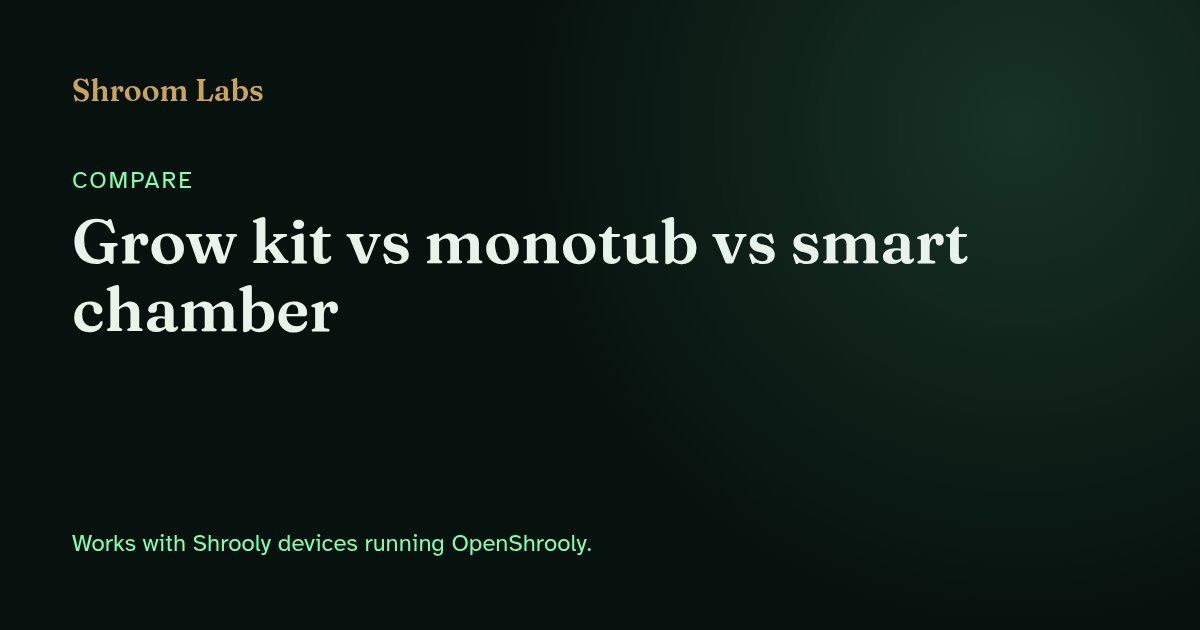 Shroom Labs
COMPARE
Grow kit vs monotub vs smart
chamber
Works with Shrooly devices running OpenShrooly.